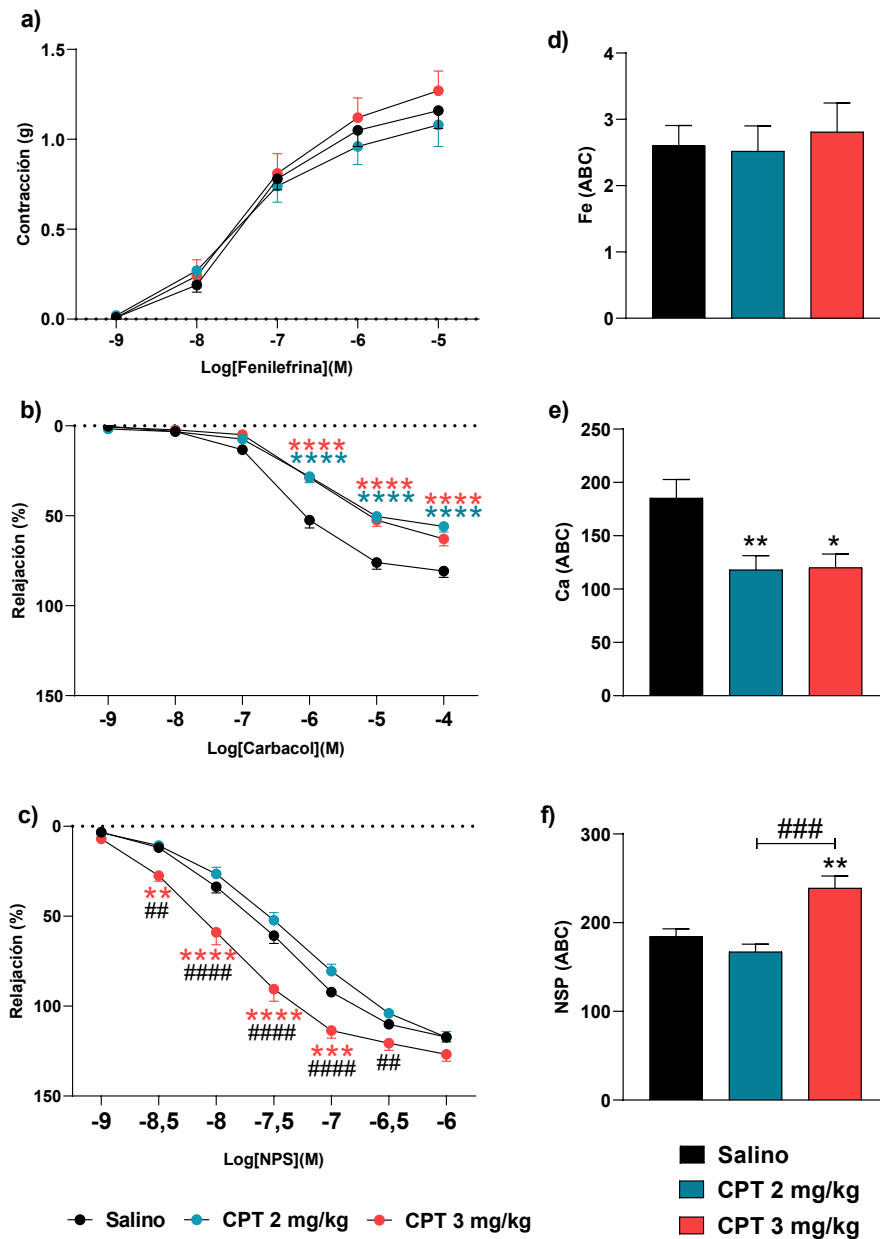 a)
Contracción (g)
1.5
1.0
0.5
0.0
-9 -8 -7 -6 -5
Log[Fenilefrina](M)
d)
Fe (ABC)
4
3
2
1
0
b)
Relajación (%)
0
50
100
150
****
****
****
****
****
****
-9 -8 -7 -6 -5 -4
Log[Carbacol](M)
e)
Ca (ABC)
250
200
150
100
50
0
** *
c)
Relajación (%)
0
50
100
150
**
##
****
####
****
####
***
####
##
-9 -8,5 -8 -7,5 -7 -6,5 -6
Log[NPS](M)
f)
NSP (ABC)
300
200
100
0
###
**
Salino CPT 2 mg/kg CPT 3 mg/kg
Salino
CPT 2 mg/kg
CPT 3 mg/kg